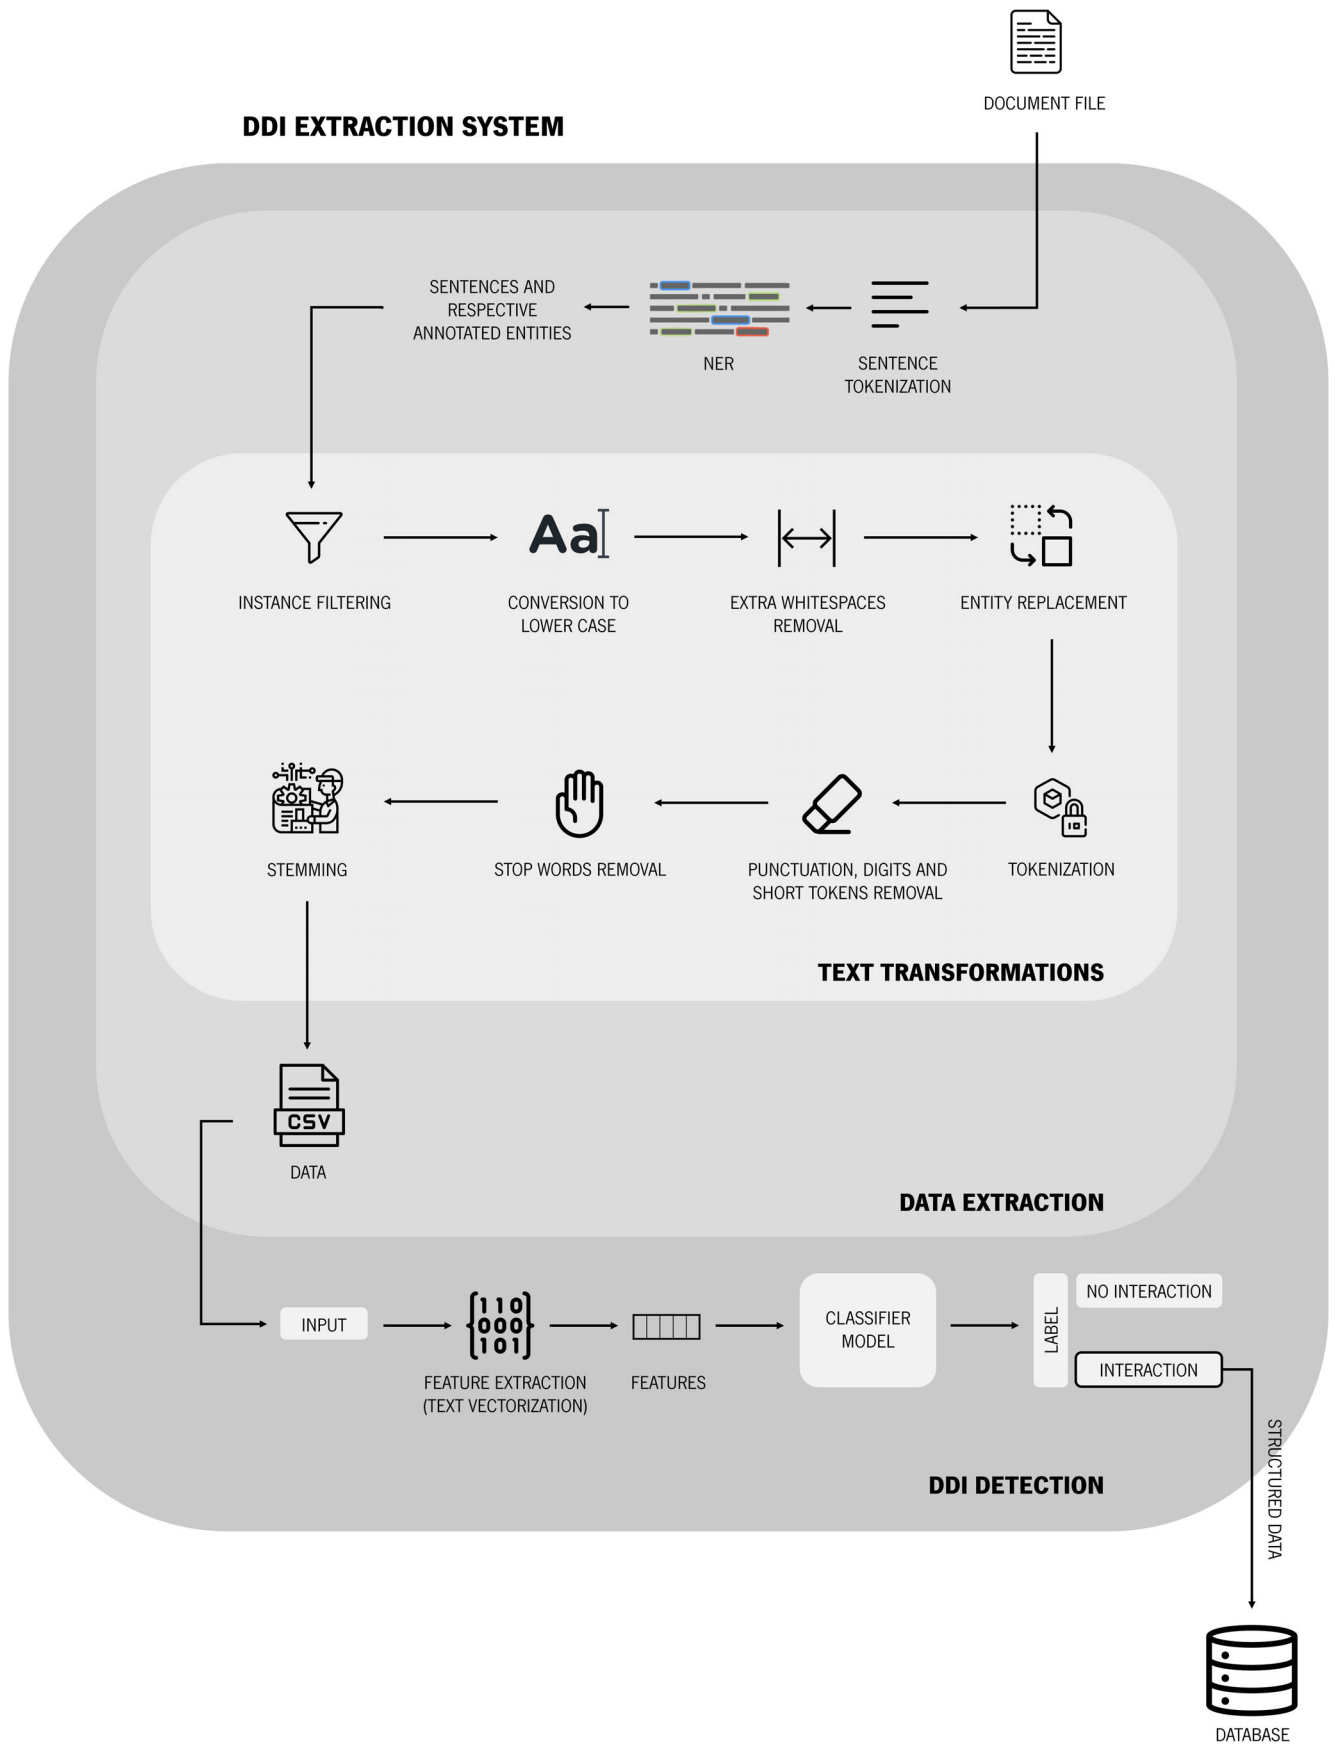 DOCUMENT FILE
DDI EXTRACTION SYSTEM
SENTENCE
TOKENIZATION
NER
SENTENCES AND
RESPECTIVE
ANNOTATED ENTITIES
INSTANCE FILTERING
Aa
CONVERSION TO
LOWER CASE
EXTRA WHITESPACES
REMOVAL
ENTITY REPLACEMENT
TOKENIZATION
PUNCTUATION, DIGITS AND
SHORT TOKENS REMOVAL
STOP WORDS REMOVAL
STEMMING
TEXT TRANSFORMATIONS
CSV
DATA
DATA EXTRACTION
INPUT
{110
000
101}
FEATURE EXTRACTION
(TEXT VECTORIZATION)
FEATURES
CLASSIFIER
MODEL
LABEL
NO INTERACTION
INTERACTION
STRUCTURED DATA
DDI DETECTION
DATABASE